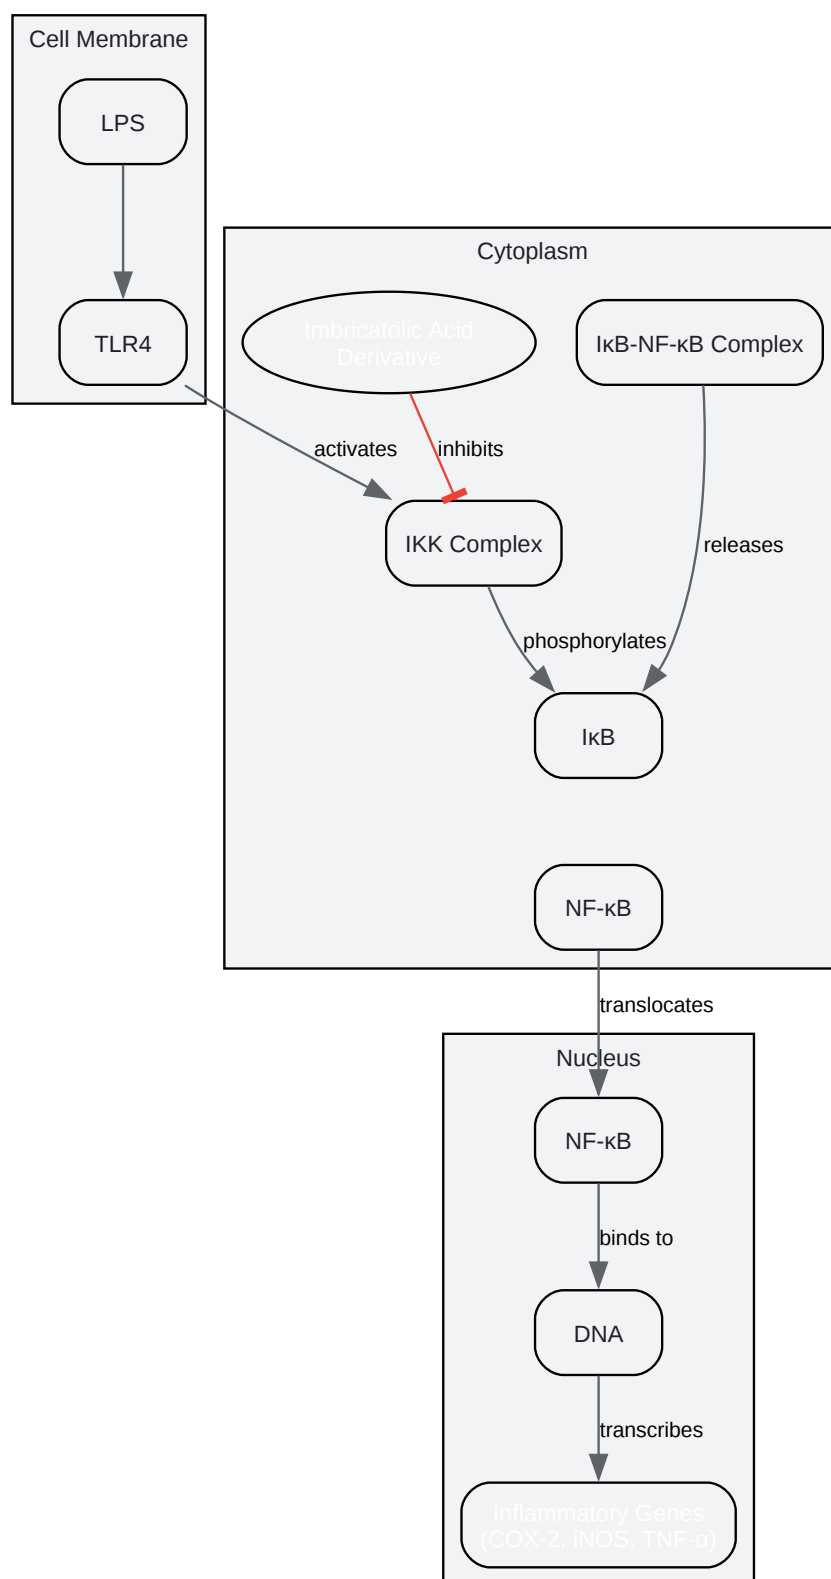 Cell Membrane
LPS
TLR4
Cytoplasm
Imbricatolic Acid
Derivative
IκB-NF-κB Complex
activates
inhibits
IKK Complex
releases
phosphorylates
IκB
NF-κB
translocates
Nucleus
NF-κB
binds to
DNA
transcribes
Inflammatory Genes
(COX-2, iNOS, TNF-α)